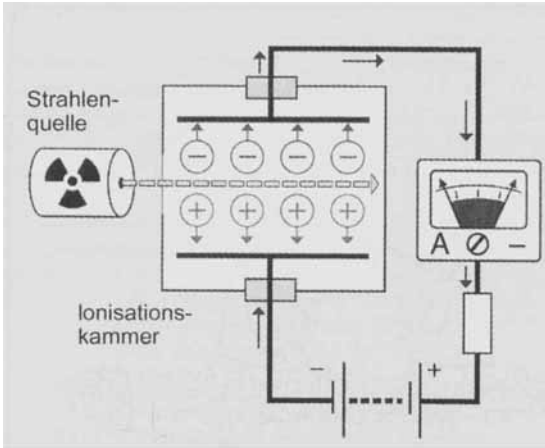 Strahlen-
quelle
− − − −
+ + + +
A −
Ionisations-
kammer
− +